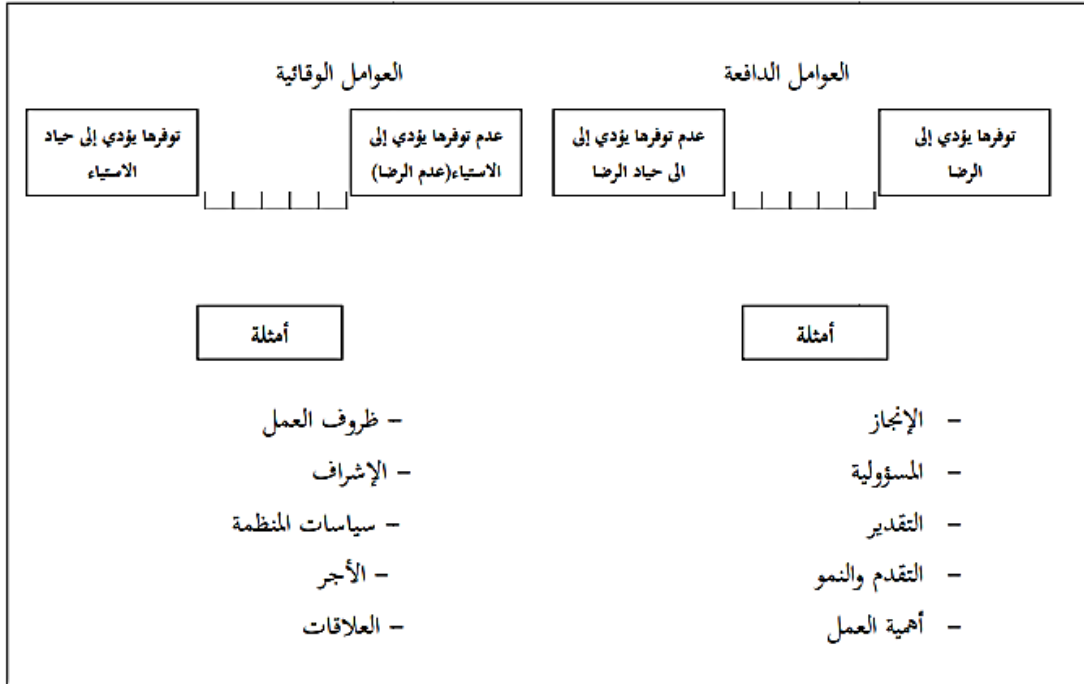 العوامل الدافعة
العوامل الوقائية
توفرها يؤدي إلى
الرضا
عدم توفرها يؤدي إلى
الى حياد الرضا
عدم توفرها يؤدي إلى
الاستياء(عدم الرضا)
توفرها يؤدي إلى حياد
الاستياء
أمثلة
أمثلة
– الإنجاز
– المسؤولية
– التقدير
– التقدم والنمو
– أهمية العمل
– ظروف العمل
– الإشراف
– سياسات المنظمة
– الأجر
– العلاقات